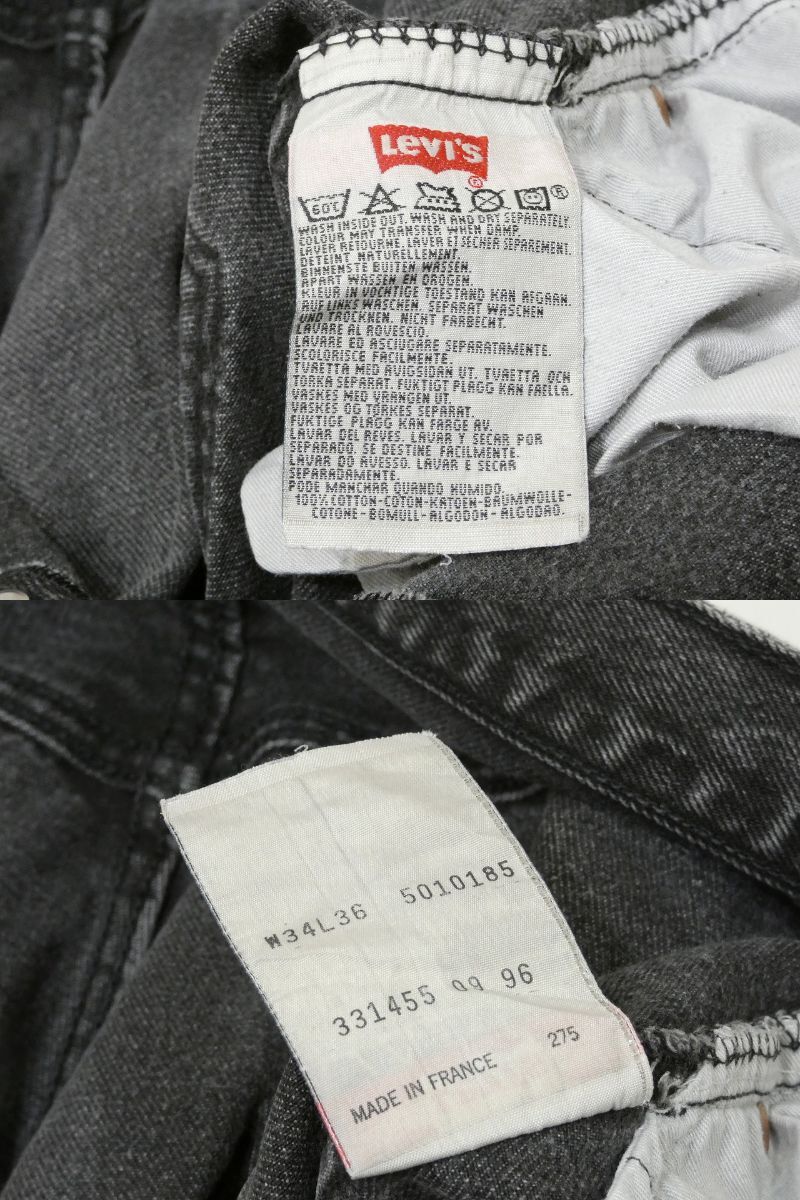 LEVI'S
®
60C ®
WASH INSIDE OUT. WASH AND DRY SEPARATELY.
COLOUR MAY TRANSFER WHEN DAMP.
LAVER RETOURNE. LAVER ET SECHER SEPAREMENT.
DETEINT NATURELLEMENT.
BINNENSTE BUITEN WASSEN.
APART WASSEN EN DROGEN.
KLEUR IN VOCHTIGE TOESTAND KAN AFGAAN.
AUF LINKS WASCHEN. SEPARAT WASCHEN
UND TROCKNEN. NICHT FARBECHT.
LAVARE AL ROVESCIO.
LAVARE ED ASCIUGARE SEPARATAMENTE.
SCOLORISCE FACILMENTE.
TVAETTA MED AVIGSIDAN UT. TVAETTA OCH
TORKA SEPARAT. FUKTIGT PLAGG KAN FAELLA.
VASKES MED VRANGEN UT.
VASKES OG TORKES SEPARAT.
FUKTIGE PLAGG KAN FARGE AV.
LAVAR DEL REVES. LAVAR Y SECAR POR
SEPARADO. SE DESTINE FACILMENTE.
LAVAR DO AVESSO. LAVAR E SECAR
SEPARADAMENTE.
PODE MANCHAR QUANDO HUMIDO.
100% COTTON-COTON-KATOEN-BAUMWOLLE-
COTONE-BOMULL-ALGODON-ALGODAO.
W34L36 5010185
331455 09 96
MADE IN FRANCE 275